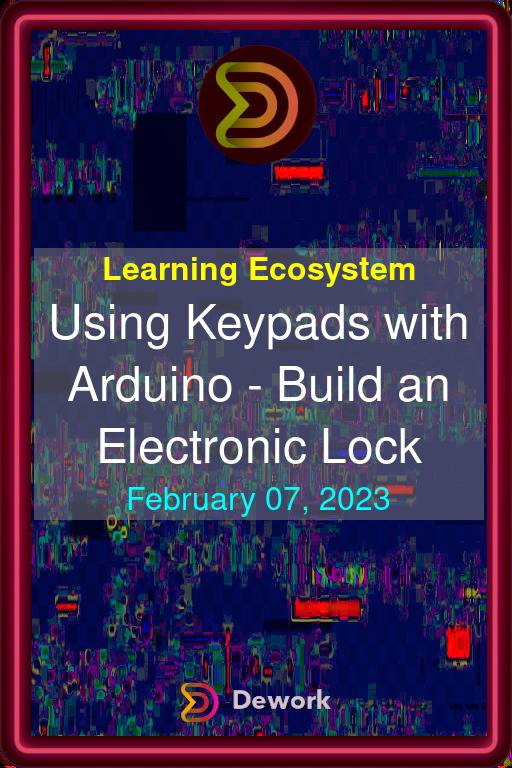 Learning Ecosystem
Using Keypads with
Arduino - Build an
Electronic Lock
February 07, 2023
Dework